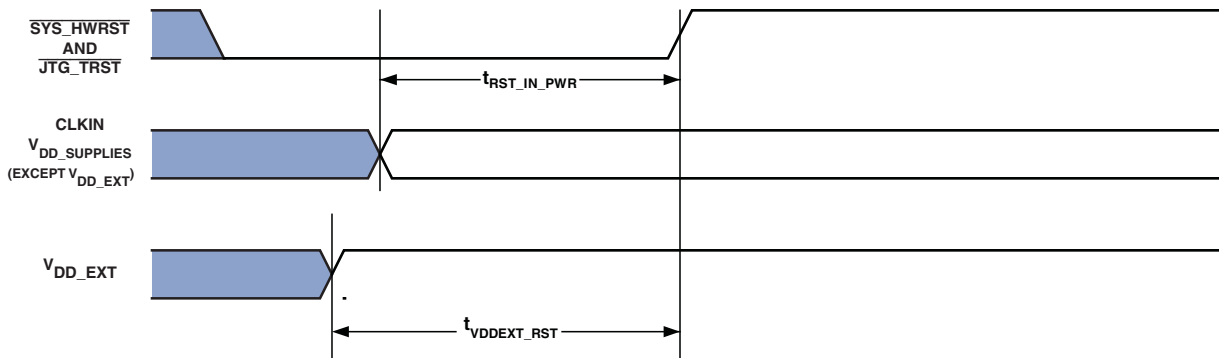 SYS_HWRST
AND
JTG_TRST
tRST_IN_PWR
CLKIN
VDD_SUPPLIES
(EXCEPT VDD_EXT)
VDD_EXT
tVDDEXT_RST